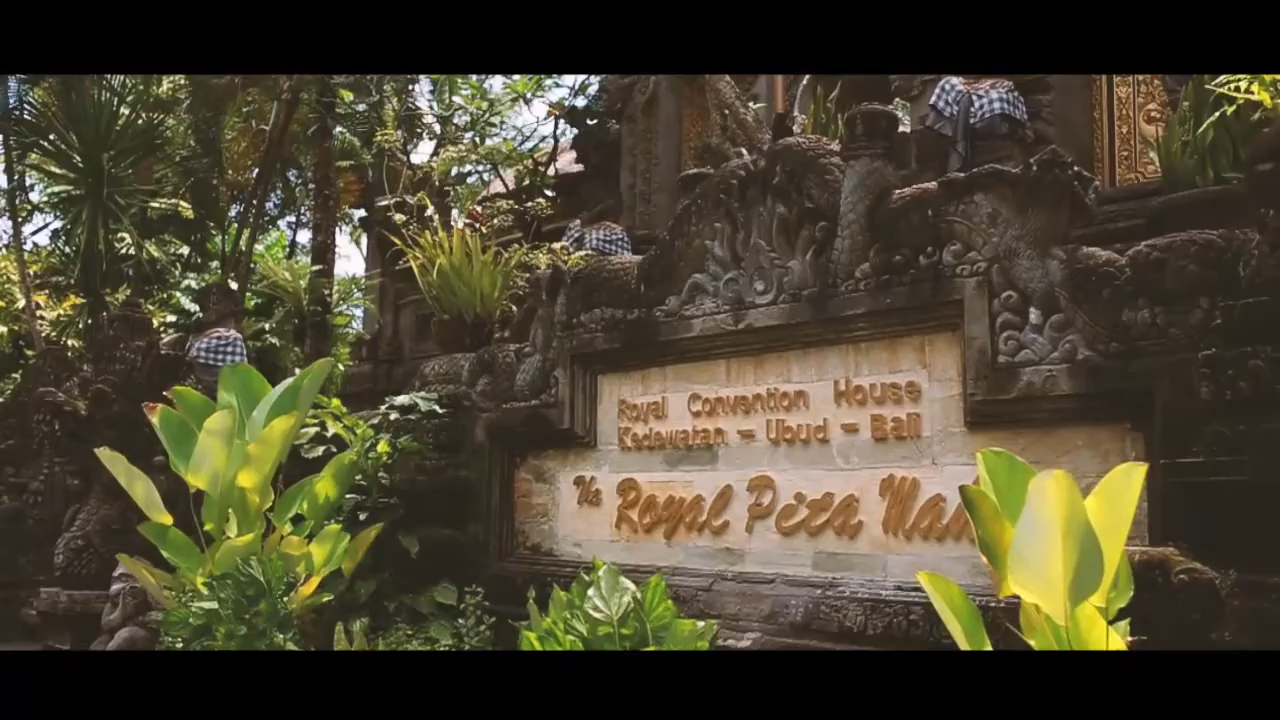 Royal Convention House
Kedewatan - Ubud - Bali
The Royal Pita Ma